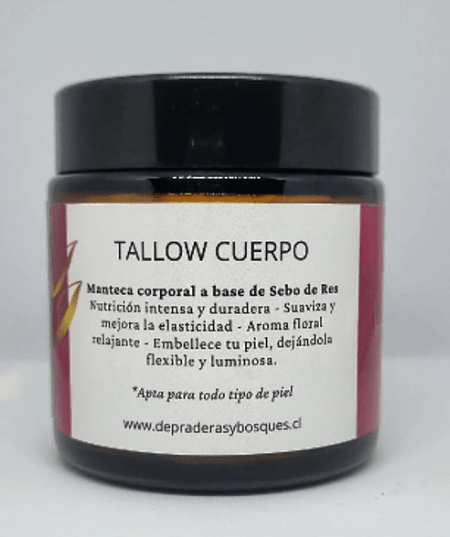 TALLOW CUERPO
Manteca corporal a base de Sebo de Res
Nutrición intensa y duradera - Suaviza y
mejora la elasticidad - Aroma floral
relajante - Embellece tu piel, dejándola
flexible y luminosa.
*Apta para todo tipo de piel
www.depraderasybosques.cl